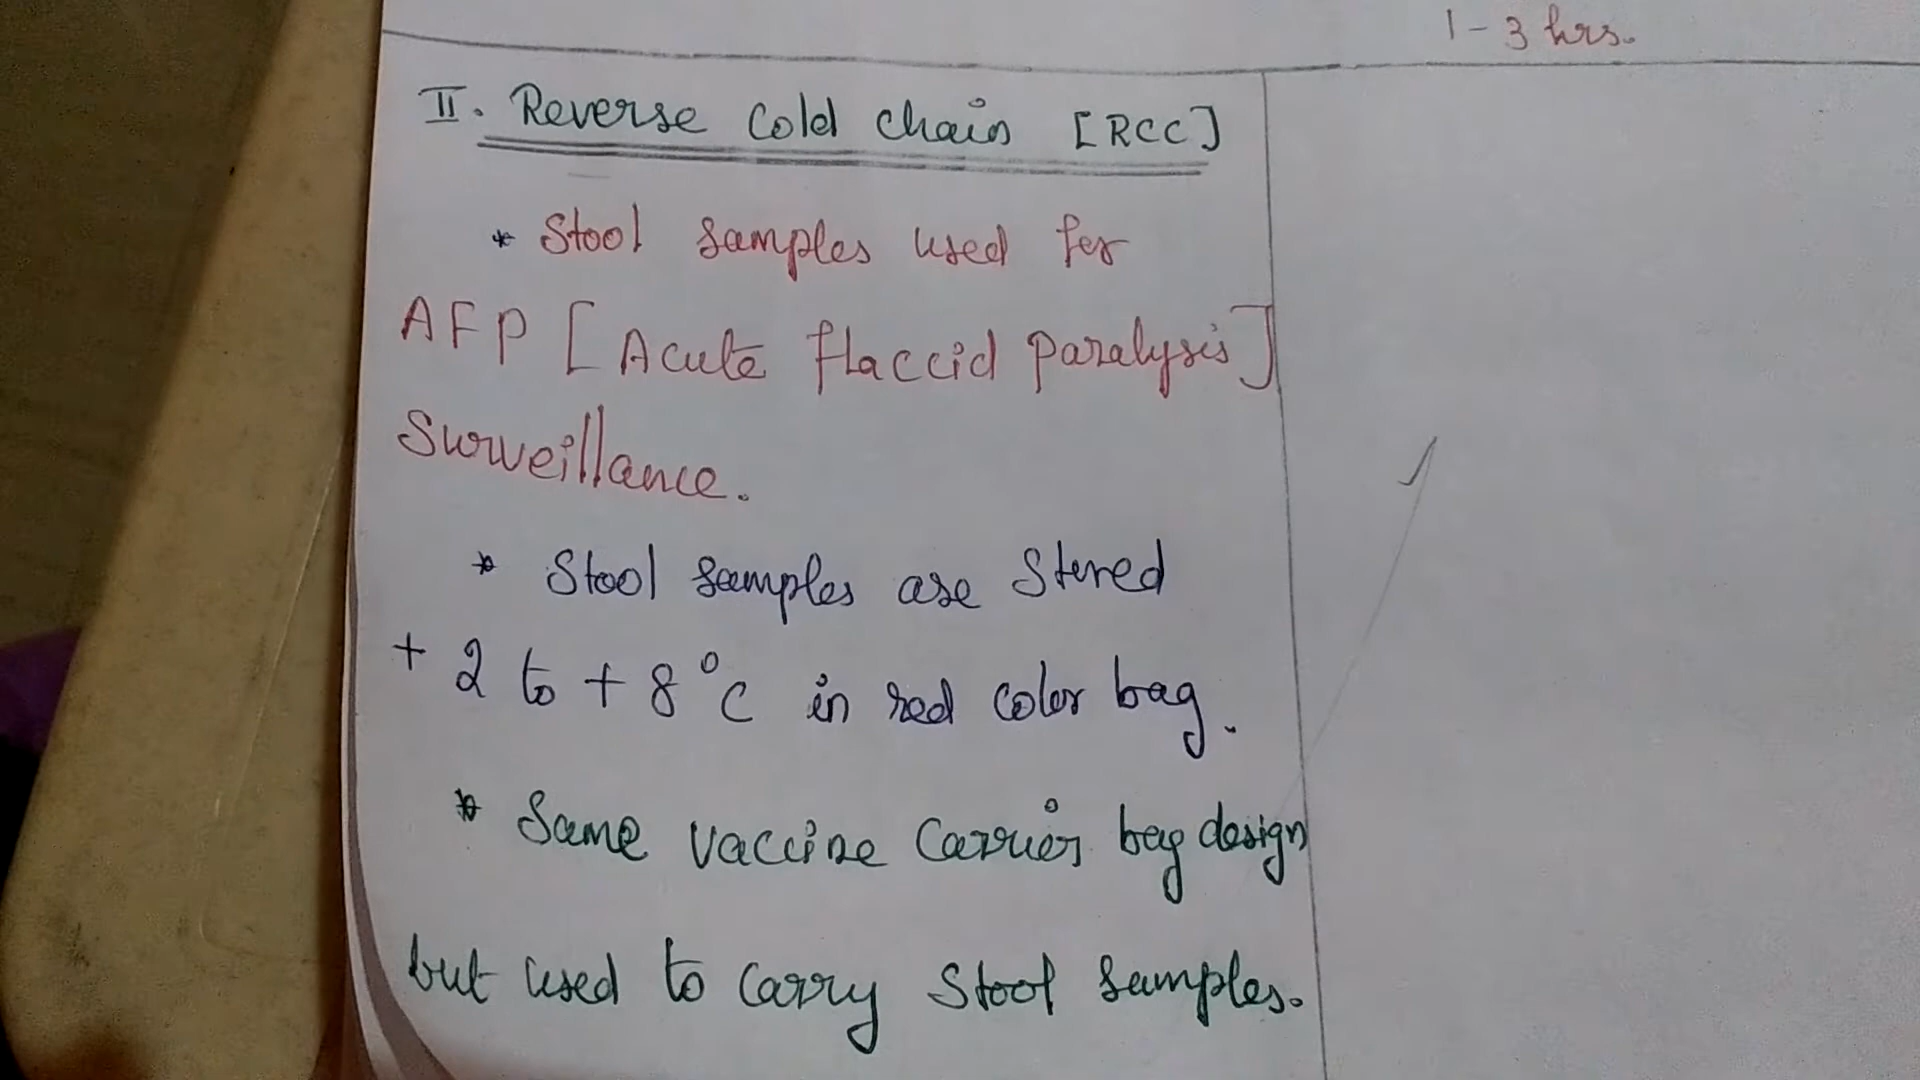 1 - 3 hrs.
II. Reverse Cold Chain [RCC]
* Stool samples used for
AFP [Acute flaccid paralysis]
Surveillance.
* Stool samples are Stored
+ 2 to + 8°C in red color bag.
* Same vaccine Carrier bag design
but used to carry Stool samples.